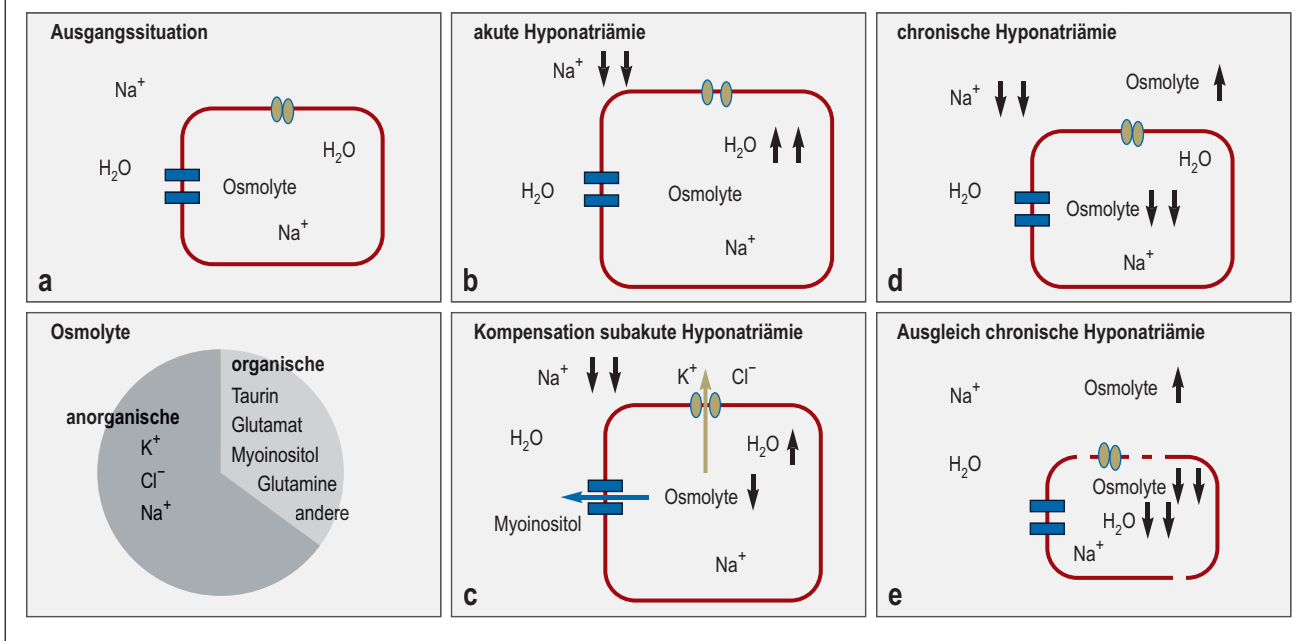 Ausgangssituation
Na⁺
H₂O
H₂O
Osmolyte
Na⁺
a
akute Hyponatriämie
Na⁺
H₂O
H₂O
Osmolyte
Na⁺
b
chronische Hyponatriämie
Osmolyte
Na⁺
H₂O
H₂O
Osmolyte
Na⁺
d
Osmolyte
organische
Taurin
anorganische
Glutamat
K⁺
Myoinositol
Cl⁻
Glutamine
Na⁺
andere
Kompensation subakute Hyponatriämie
Na⁺
K⁺
Cl⁻
H₂O
H₂O
Osmolyte
Myoinositol
Na⁺
c
Ausgleich chronische Hyponatriämie
Na⁺
Osmolyte
H₂O
Osmolyte
H₂O
Na⁺
e